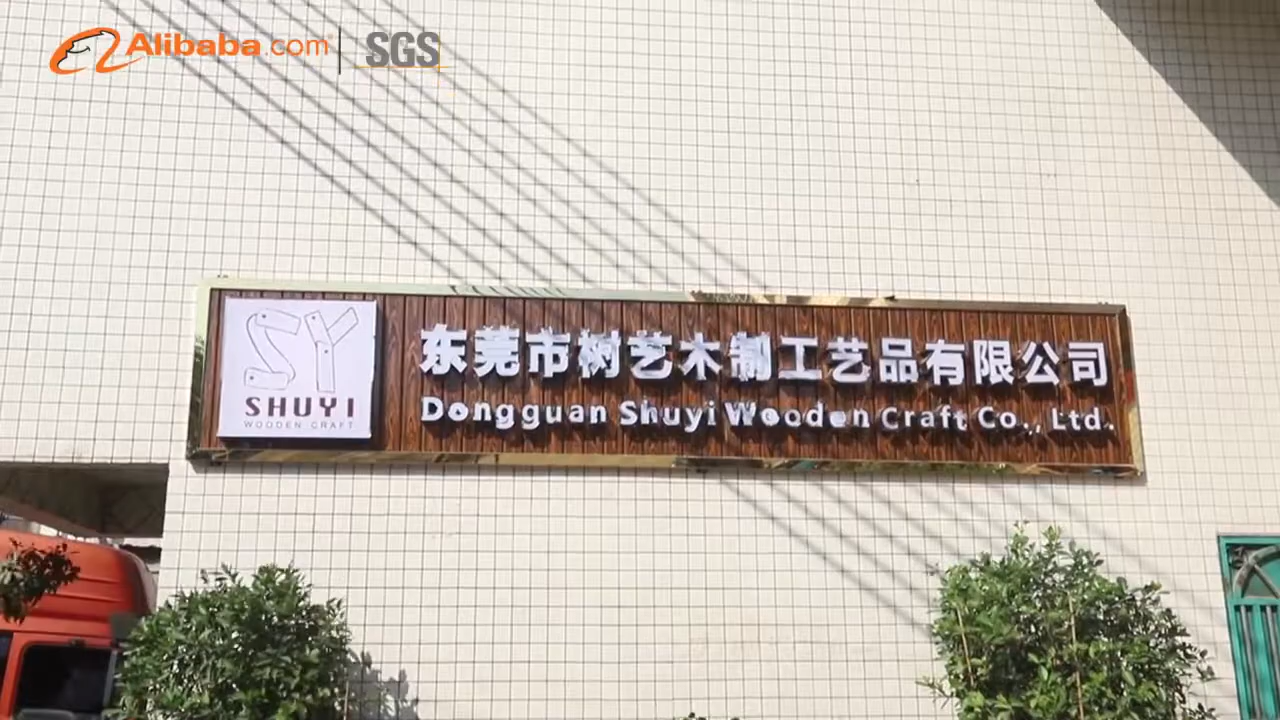 Alibaba.com | SGS
东莞市树艺木制工艺品有限公司
Dongguan Shuyi Wooden Craft Co., Ltd.
SY
SHUYI
WOODEN CRAFT